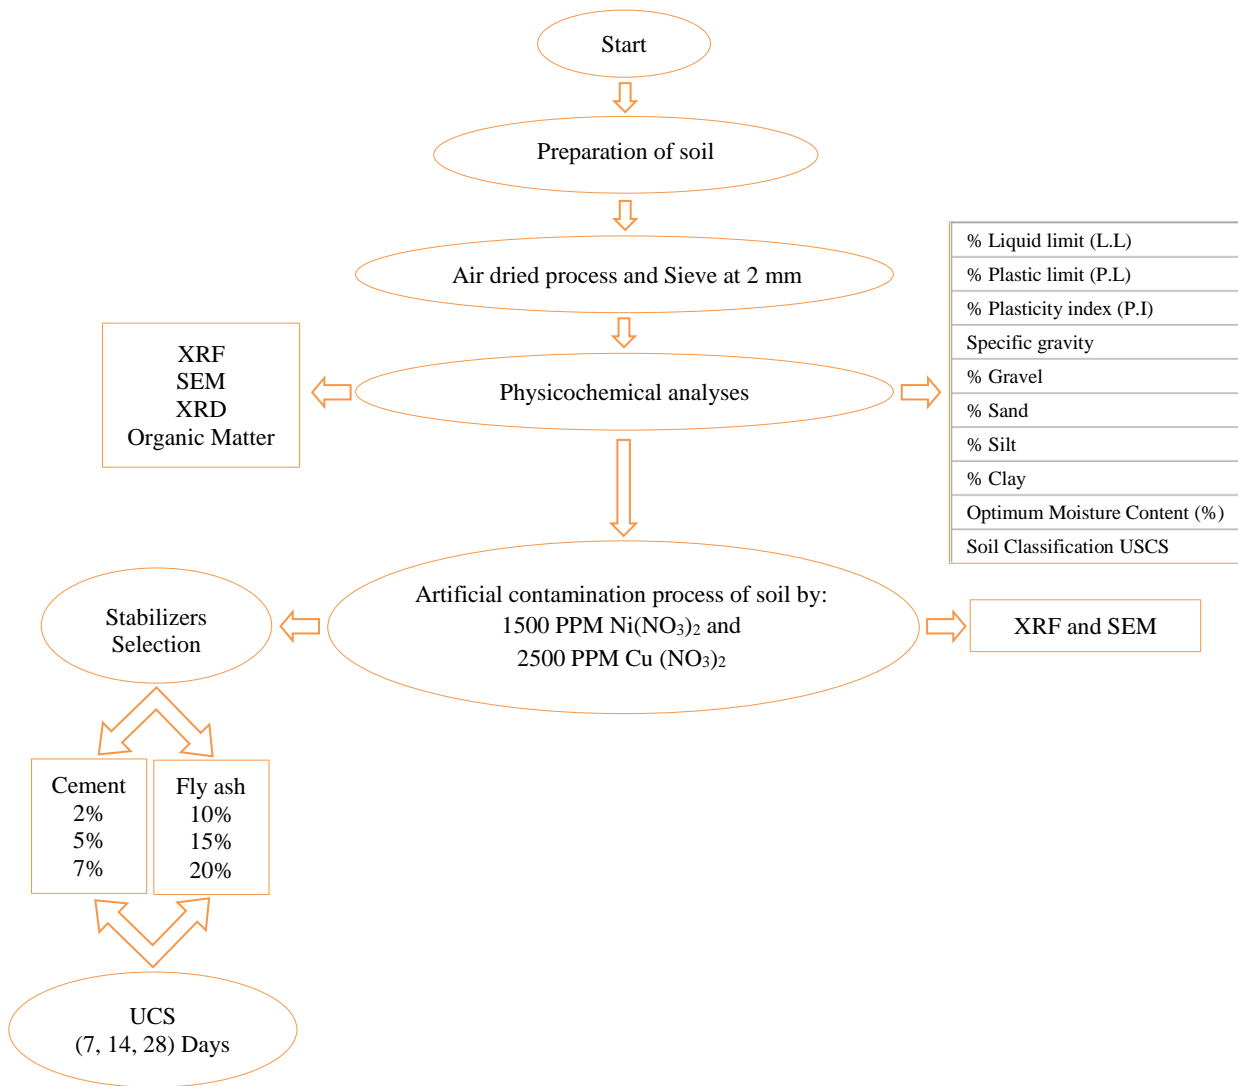 Start
Preparation of soil
Air dried process and Sieve at 2 mm
Physicochemical analyses
XRF
SEM
XRD
Organic Matter
% Liquid limit (L.L)
% Plastic limit (P.L)
% Plasticity index (P.I)
Specific gravity
% Gravel
% Sand
% Silt
% Clay
Optimum Moisture Content (%)
Soil Classification USCS
Artificial contamination process of soil by:
1500 PPM Ni(NO₃)₂ and
2500 PPM Cu (NO₃)₂
XRF and SEM
Stabilizers
Selection
Cement
2%
5%
7%
Fly ash
10%
15%
20%
UCS
(7, 14, 28) Days